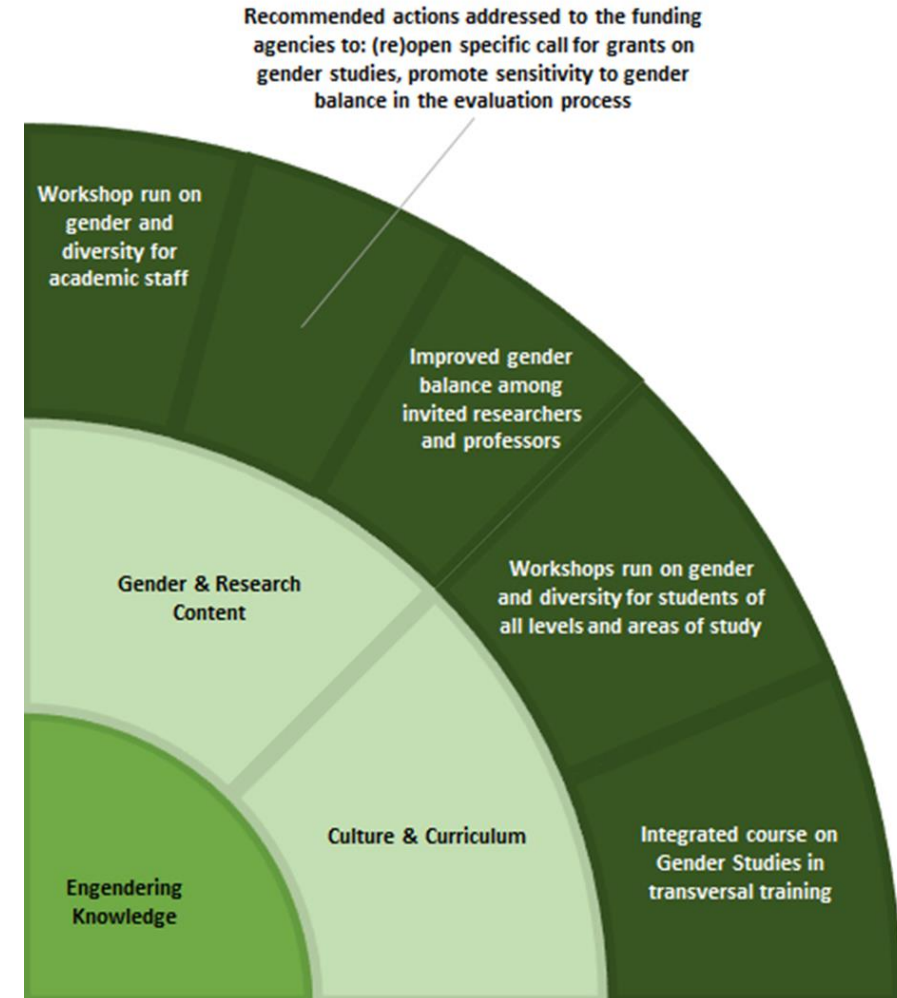 Recommended actions addressed to the funding
agencies to: (re)open specific call for grants on
gender studies, promote sensitivity to gender
balance in the evaluation process
Workshop run on
gender and
diversity for
academic staff
Improved gender
balance among
invited researchers
and professors
Gender & Research
Content
Workshops run on gender
and diversity for students of
all levels and areas of study
Culture & Curriculum
Integrated course on
Gender Studies in
transversal training
Engendering
Knowledge